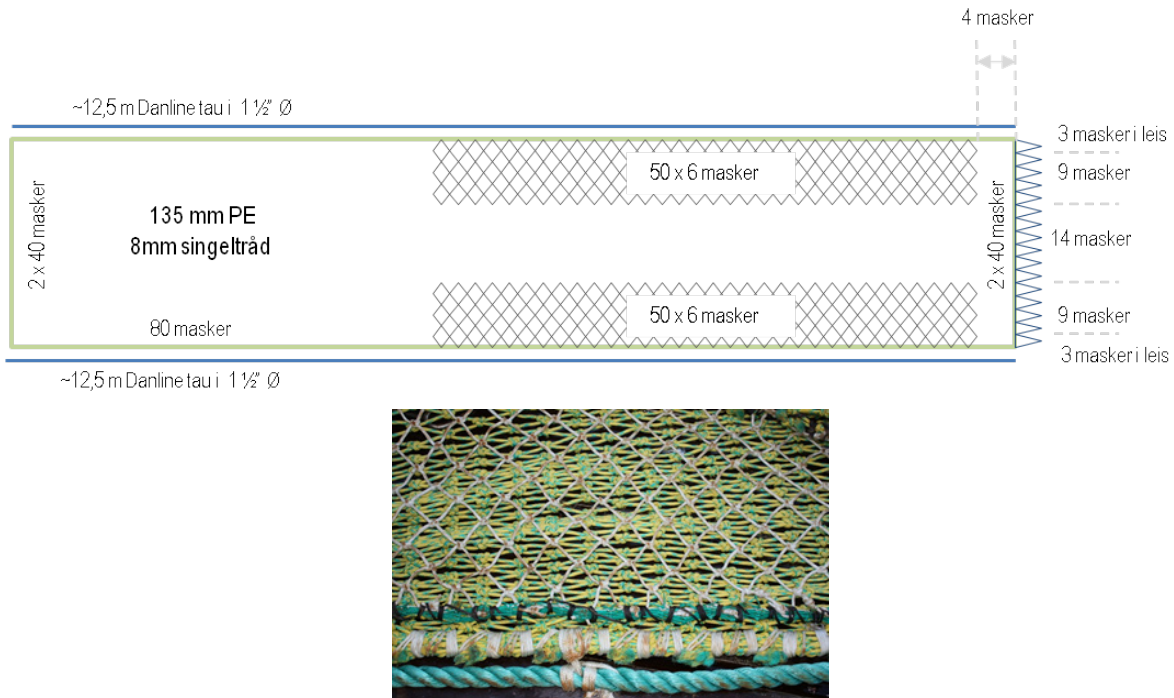 4 masker
~12,5 m Danline tau i 1 ½" Ø
3 masker i leis
50 x 6 masker
9 masker
2 x 40 masker
135 mm PE
8mm singeltråd
2 x 40 masker
14 masker
80 masker
50 x 6 masker
9 masker
3 masker i leis
~12,5 m Danline tau i 1 ½" Ø